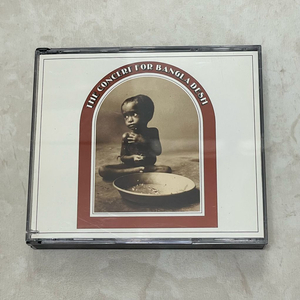 THE CONCERT FOR BANGLA DESH